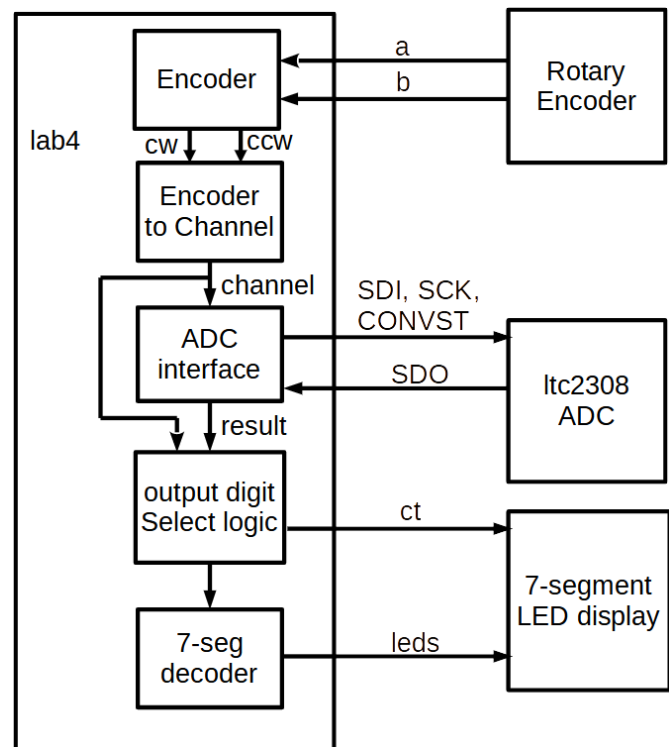 Encoder
a
b
Rotary
Encoder
lab4
cw
ccw
Encoder
to Channel
channel
SDI, SCK,
CONVST
ADC
interface
SDO
ltc2308
ADC
result
output digit
Select logic
ct
7-segment
LED display
7-seg
decoder
leds